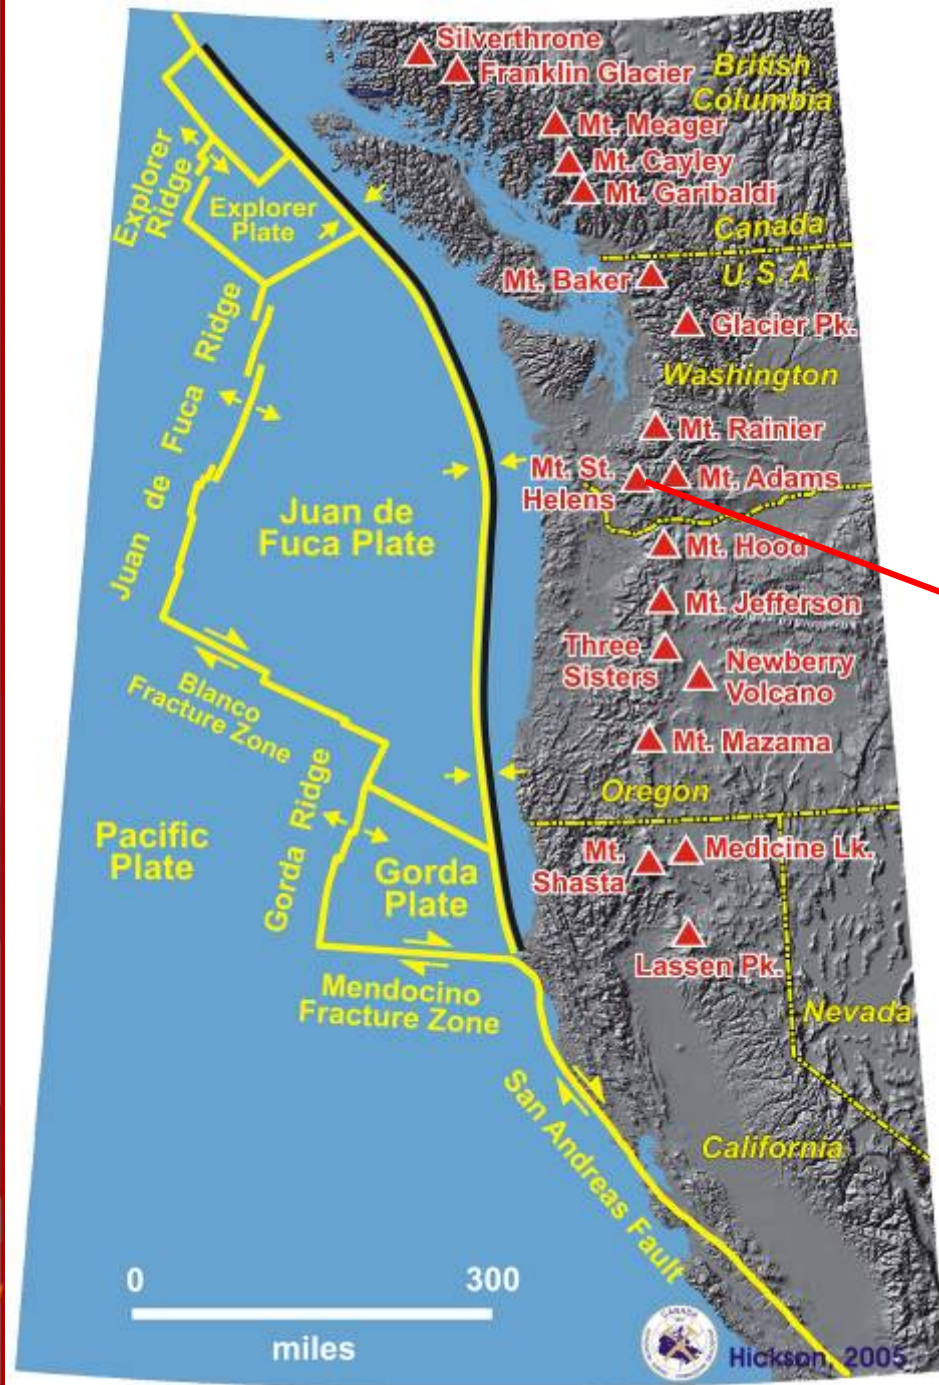 Silverthrone
Franklin Glacier
British
Columbia
Mt. Meager
Mt. Cayley
Mt. Garibaldi
Explorer
Ridge
Explorer
Plate
Canada
U. S. A.
Mt. Baker
Glacier Pk.
Washington
Juan de Fuca Ridge
Mt. Rainier
Mt. St.
Helens
Mt. Adams
Juan de
Fuca Plate
Mt. Hood
Mt. Jefferson
Three
Sisters
Newberry
Volcano
Blanco
Fracture Zone
Mt. Mazama
Oregon
Gorda Ridge
Pacific
Plate
Gorda
Plate
Mt.
Shasta
Medicine Lk.
Lassen Pk.
Mendocino
Fracture Zone
Nevada
San Andreas Fault
California
0 300
miles
CANADA
Hickson, 2005